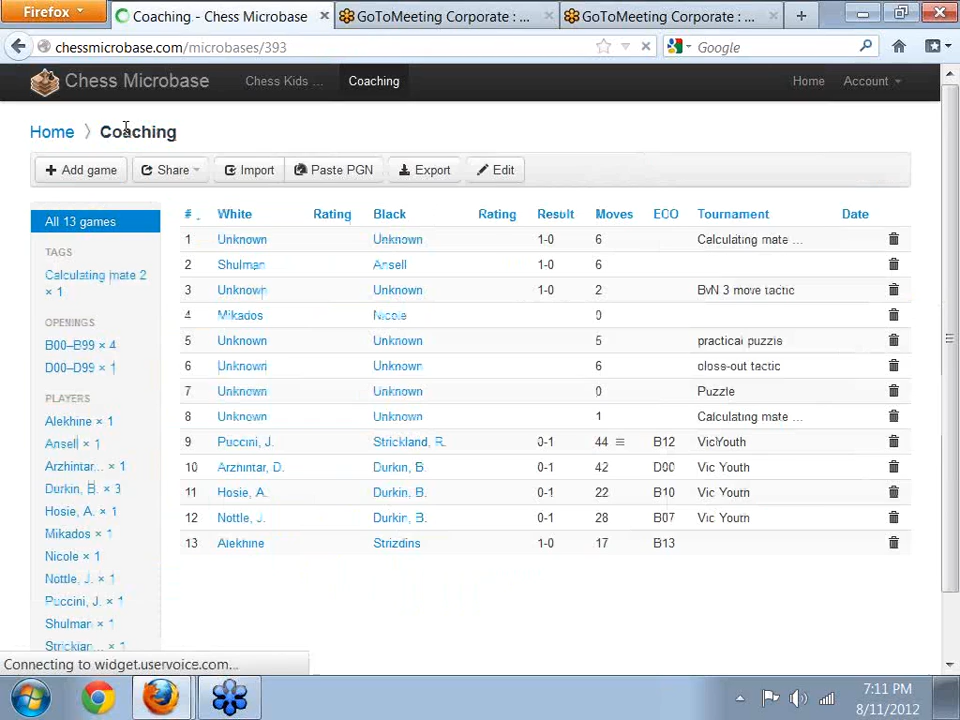 Firefox
Coaching - Chess Microbase
GoToMeeting Corporate : ...
GoToMeeting Corporate : ...
chessmicrobase.com/microbases/393
Google
Chess Microbase
Chess Kids ...
Coaching
Home
Account
Home 〉 Coaching
Add game
Share
Import
Paste PGN
Export
Edit
All 13 games
TAGS
Calculating mate 2
× 1
OPENINGS
B00–B99 × 4
D00–D99 × 1
PLAYERS
Alekhine × 1
Ansell × 1
Arzhintar... × 1
Durkin, B. × 3
Hosie, A. × 1
Mikados × 1
Nicole × 1
Nottle, J. × 1
Puccini, J. × 1
Shulman × 1
Stricklan... × 1
# White Rating Black Rating Result Moves ECO Tournament Date
1 Unknown Unknown 1-0 6 Calculating mate ...
2 Shulman Ansell 1-0 6
3 Unknown Unknown 1-0 2 BvN 3 move tactic
4 Mikados Nicole 0
5 Unknown Unknown 5 practical puzzle
6 Unknown Unknown 6 close-out tactic
7 Unknown Unknown 0 Puzzle
8 Unknown Unknown 1 Calculating mate ...
9 Puccini, J. Strickland, R. 0-1 44 B12 Vic Youth
10 Arzhintar, D. Durkin, B. 0-1 42 D00 Vic Youth
11 Hosie, A. Durkin, B. 0-1 22 B10 Vic Youth
12 Nottle, J. Durkin, B. 0-1 28 B07 Vic Youth
13 Alekhine Strizdins 1-0 17 B13
Connecting to widget.uservoice.com...
7:11 PM
8/11/2012